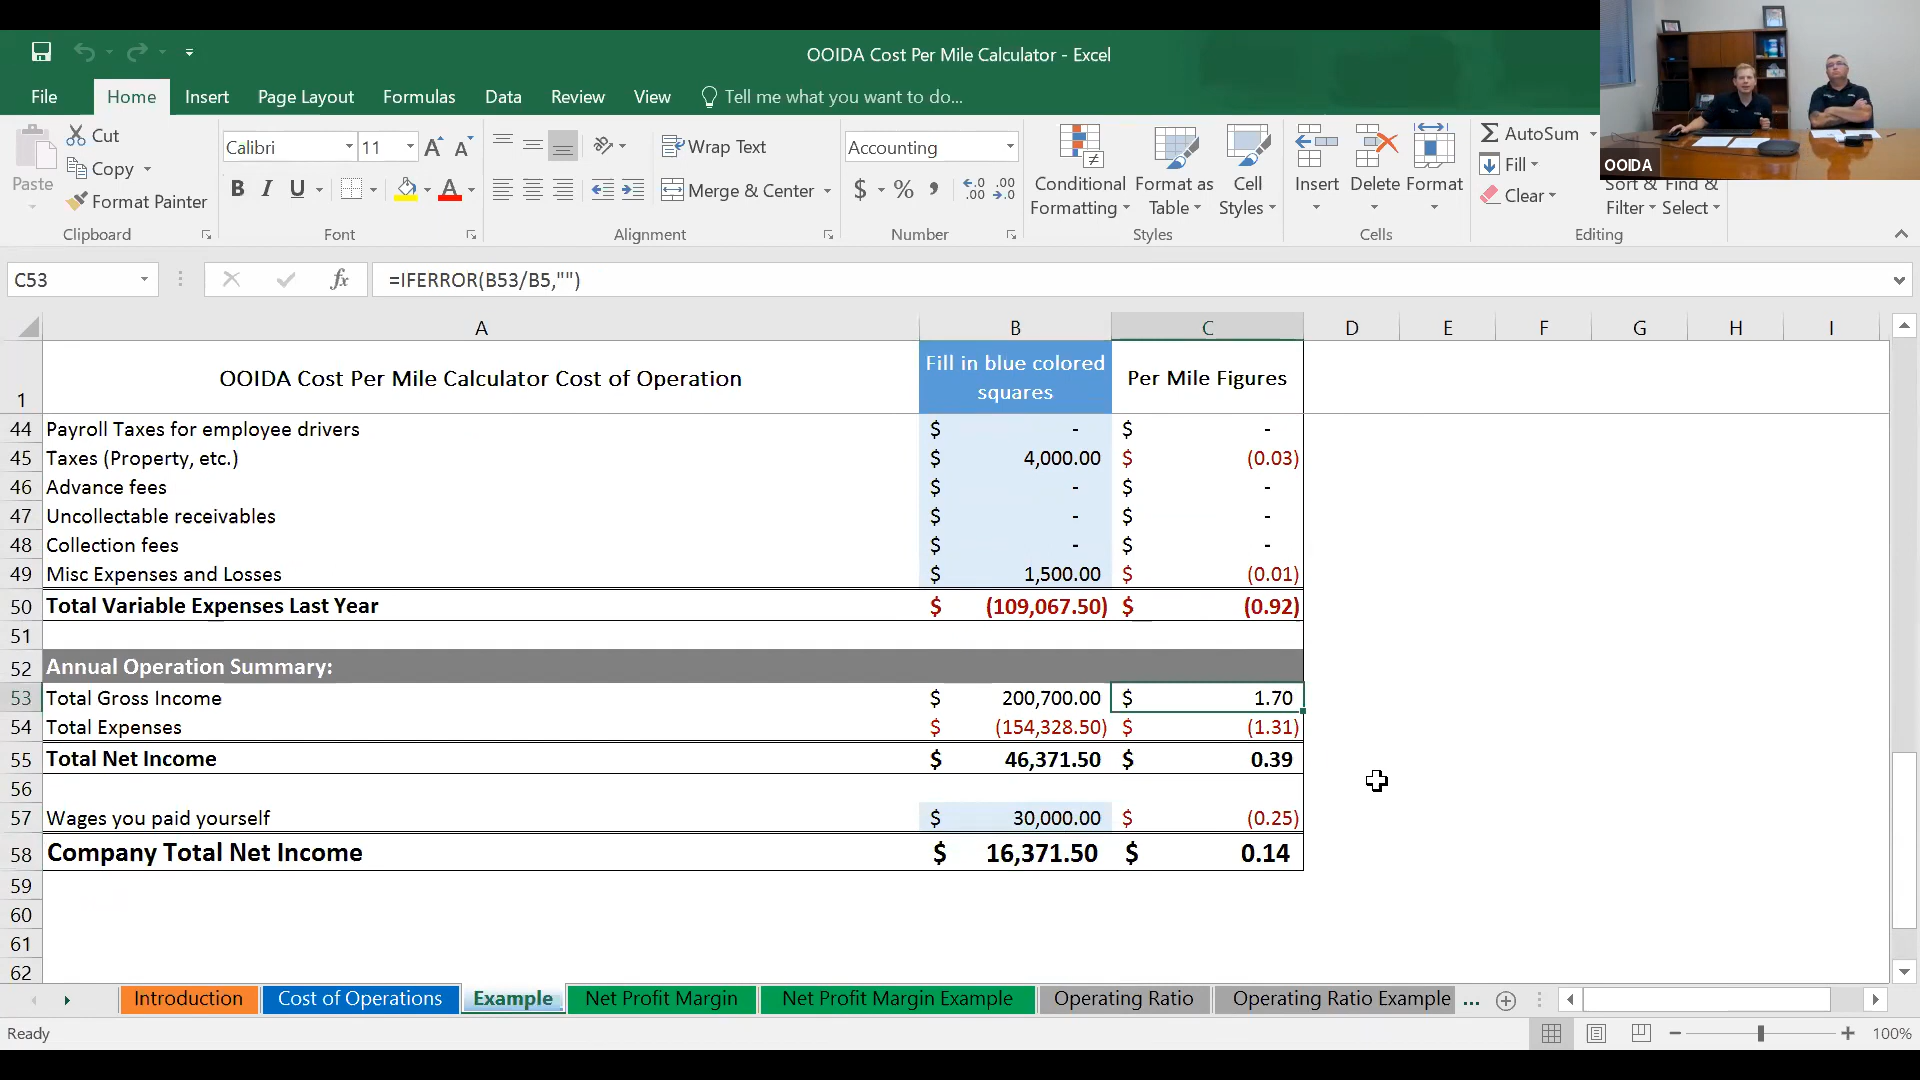 OOIDA Cost Per Mile Calculator - Excel
File Home Insert Page Layout Formulas Data Review View Tell me what you want to do...
Paste
Cut
Copy
Format Painter
Clipboard
Calibri 11
B I U
Font
Wrap Text
Merge & Center
Alignment
Accounting
$ % ,
Number
Conditional Formatting
Format as Table
Cell Styles
Styles
Insert Delete Format
Cells
AutoSum
Fill
Clear
Sort & Filter
Find & Select
Editing
OOIDA
C53 fx =IFERROR(B53/B5,"")
A B C D E F G H I
1 OOIDA Cost Per Mile Calculator Cost of Operation Fill in blue colored squares Per Mile Figures
44 Payroll Taxes for employee drivers $ - $ -
45 Taxes (Property, etc.) $ 4,000.00 $ (0.03)
46 Advance fees $ - $ -
47 Uncollectable receivables $ - $ -
48 Collection fees $ - $ -
49 Misc Expenses and Losses $ 1,500.00 $ (0.01)
50 Total Variable Expenses Last Year $ (109,067.50) $ (0.92)
51
52 Annual Operation Summary:
53 Total Gross Income $ 200,700.00 $ 1.70
54 Total Expenses $ (154,328.50) $ (1.31)
55 Total Net Income $ 46,371.50 $ 0.39
56
57 Wages you paid yourself $ 30,000.00 $ (0.25)
58 Company Total Net Income $ 16,371.50 $ 0.14
59
60
61
62
Introduction Cost of Operations Example Net Profit Margin Net Profit Margin Example Operating Ratio Operating Ratio Example ...
Ready 100%